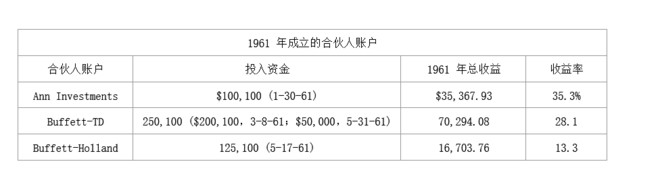 1961 年成立的合伙人账户
合伙人账户 投入资金 1961 年总收益 收益率
Ann Investments $100,100 (1-30-61) $35,367.93 35.3%
Buffett-TD 250,100 ($200,100, 3-8-61; $50,000, 5-31-61) 70,294.08 28.1
Buffett-Holland 125,100 (5-17-61) 16,703.76 13.3